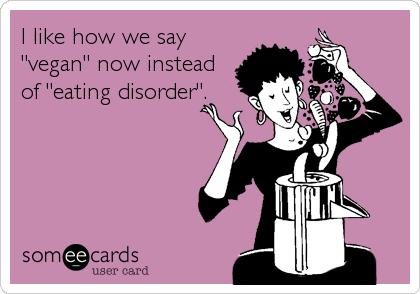 I like how we say
"vegan" now instead
of "eating disorder".
someecards
user card